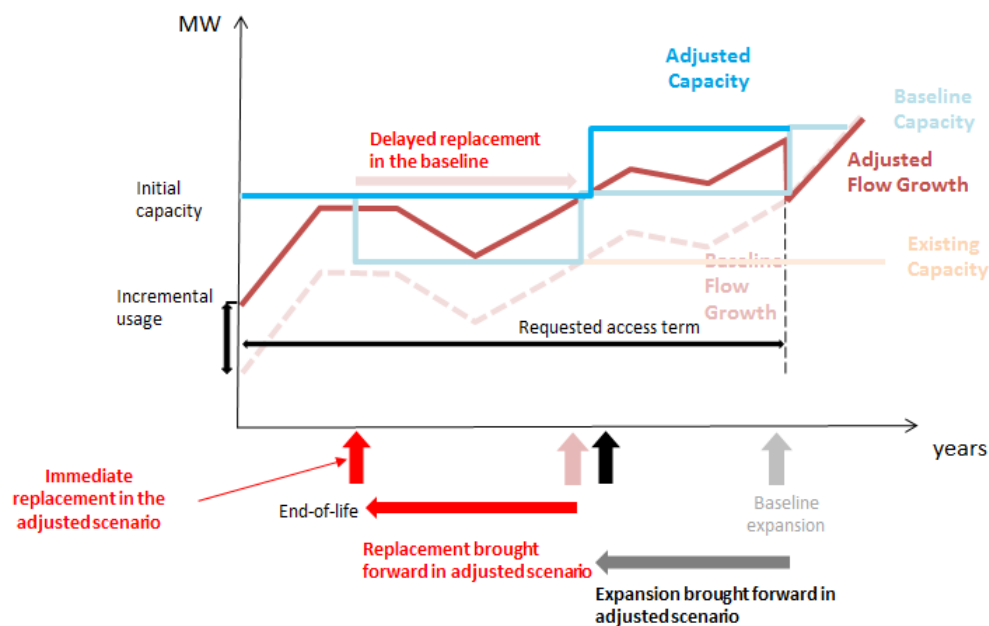 MW
Adjusted
Capacity
Baseline
Capacity
Delayed replacement
in the baseline
Adjusted
Flow Growth
Initial
capacity
Existing
Capacity
Baseline
Flow
Growth
Incremental
usage
Requested access term
years
Immediate
replacement in the
adjusted scenario
End-of-life
Baseline
expansion
Replacement brought
forward in adjusted scenario
Expansion brought forward in
adjusted scenario